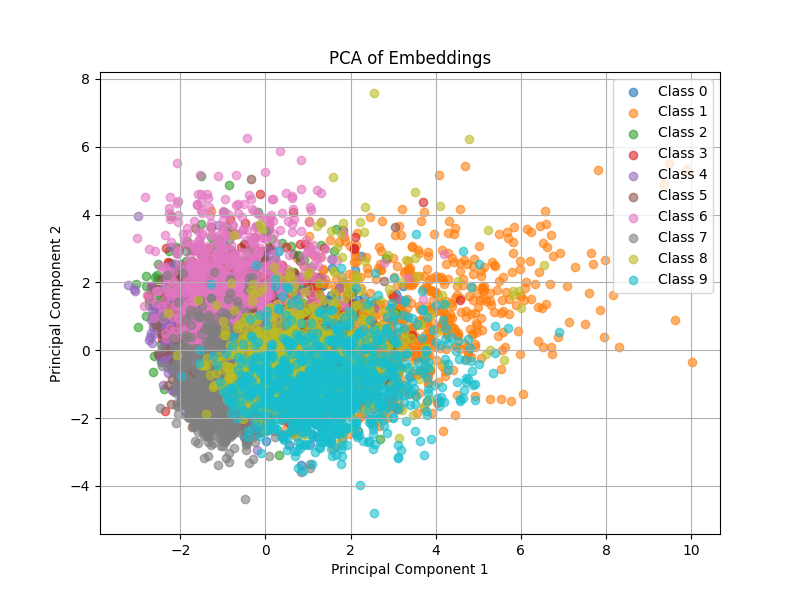 PCA of Embeddings
8
6
4
2
0
−2
−4
Principal Component 2
Class 0
Class 1
Class 2
Class 3
Class 4
Class 5
Class 6
Class 7
Class 8
Class 9
−2
0
2
4
6
8
10
Principal Component 1